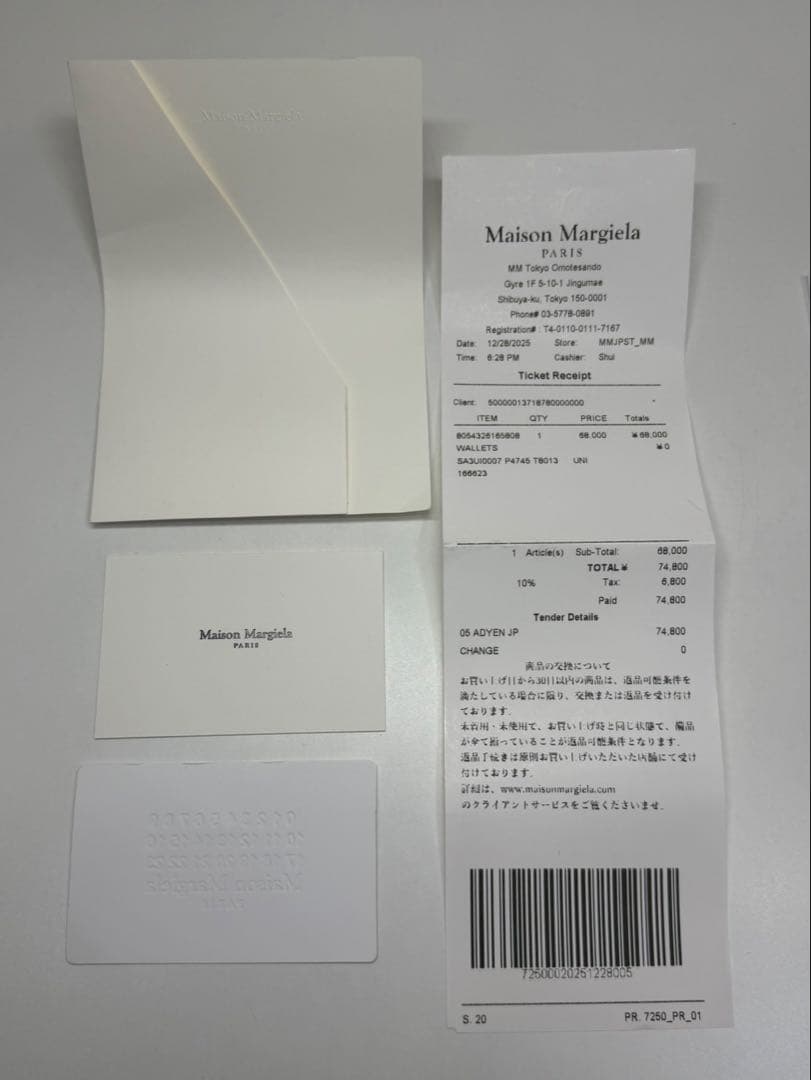 Maison Margiela
PARIS
Maison Margiela
PARIS
MM Tokyo Omotesando
Gyre 1F 5-10-1 Jingumae
Shibuya-ku, Tokyo 150-0001
Phone# 03-5778-0891
Registration# : T4-0110-0111-7167
Date: 12/28/2025 Store: MMJPST_MM
Time: 6:28 PM Cashier: Shui
Ticket Receipt
Client: 50000013718780000000
ITEM QTY PRICE Totals
8054326165808 1 68,000 ¥68,000
WALLETS ¥0
SA3UI0007 P4745 T8013 UNI
166623
1 Article(s) Sub-Total: 68,000
TOTAL ¥ 74,800
10% Tax: 6,800
Paid 74,800
Tender Details
05 ADYEN JP 74,800
CHANGE 0
商品の交換について
お買い上げ日から30日以内の商品は、返品可能条件を
満たしている場合に限り、交換または返品を受け付け
ております.
未着用・未使用で、お買い上げ時と同じ状態で、備品
が全て揃っていることが返品可能条件となります.
返品手続きは原則お買い上げいただいた店舗にて受け
付けております.
詳細は、www.maisonmargiela.com
のクライアントサービスをご覧くださいませ.
72500020251228005
S. 20 PR. 7250_PR_01
Maison Margiela
PARIS
Maison Margiela
PARIS